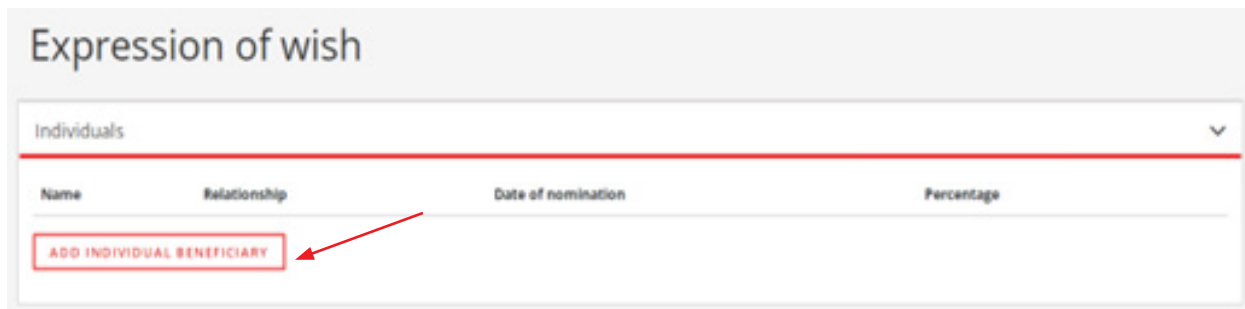 Expression of wish
Individuals
Name Relationship Date of nomination Percentage
ADD INDIVIDUAL BENEFICIARY